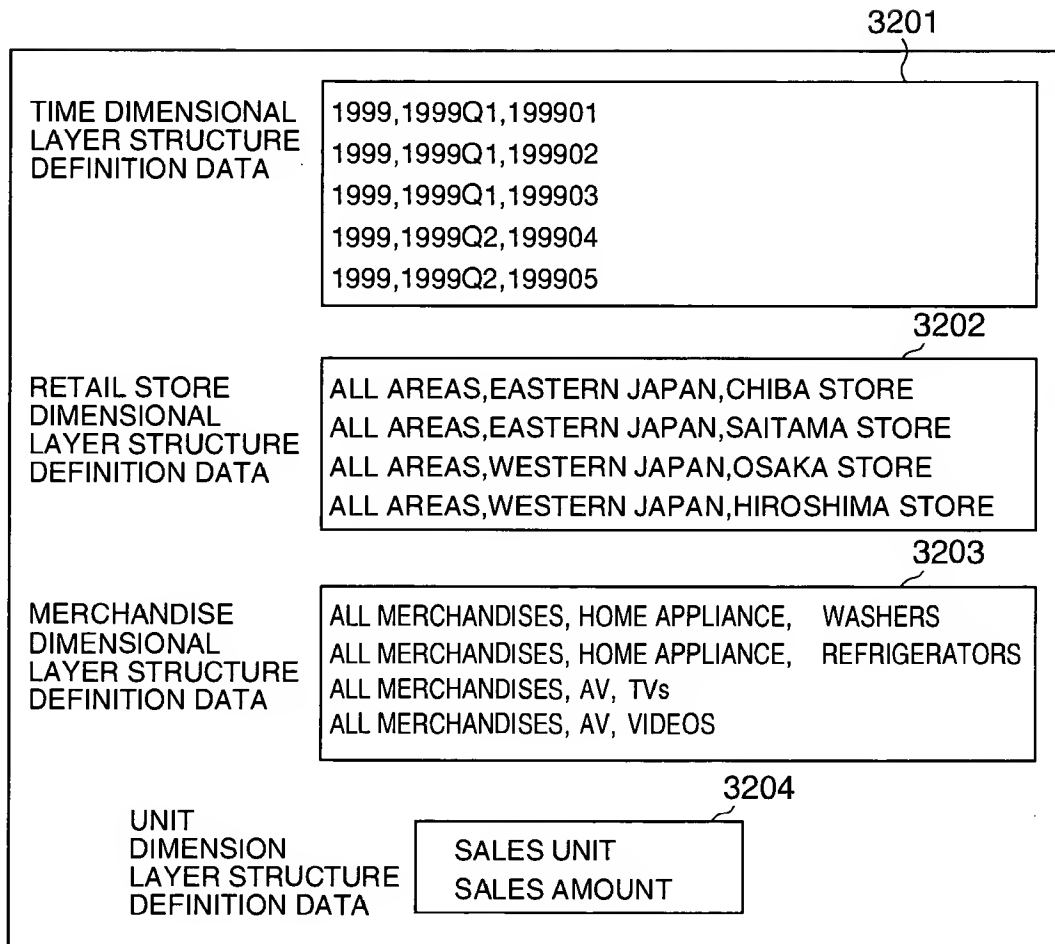 3201
TIME DIMENSIONAL
LAYER STRUCTURE
DEFINITION DATA
1999,1999Q1,199901
1999,1999Q1,199902
1999,1999Q1,199903
1999,1999Q2,199904
1999,1999Q2,199905
3202
RETAIL STORE
DIMENSIONAL
LAYER STRUCTURE
DEFINITION DATA
ALL AREAS,EASTERN JAPAN,CHIBA STORE
ALL AREAS,EASTERN JAPAN,SAITAMA STORE
ALL AREAS,WESTERN JAPAN,OSAKA STORE
ALL AREAS,WESTERN JAPAN,HIROSHIMA STORE
3203
MERCHANDISE
DIMENSIONAL
LAYER STRUCTURE
DEFINITION DATA
ALL MERCHANDISES, HOME APPLIANCE, WASHERS
ALL MERCHANDISES, HOME APPLIANCE, REFRIGERATORS
ALL MERCHANDISES, AV, TVs
ALL MERCHANDISES, AV, VIDEOS
3204
UNIT
DIMENSION
LAYER STRUCTURE
DEFINITION DATA
SALES UNIT
SALES AMOUNT